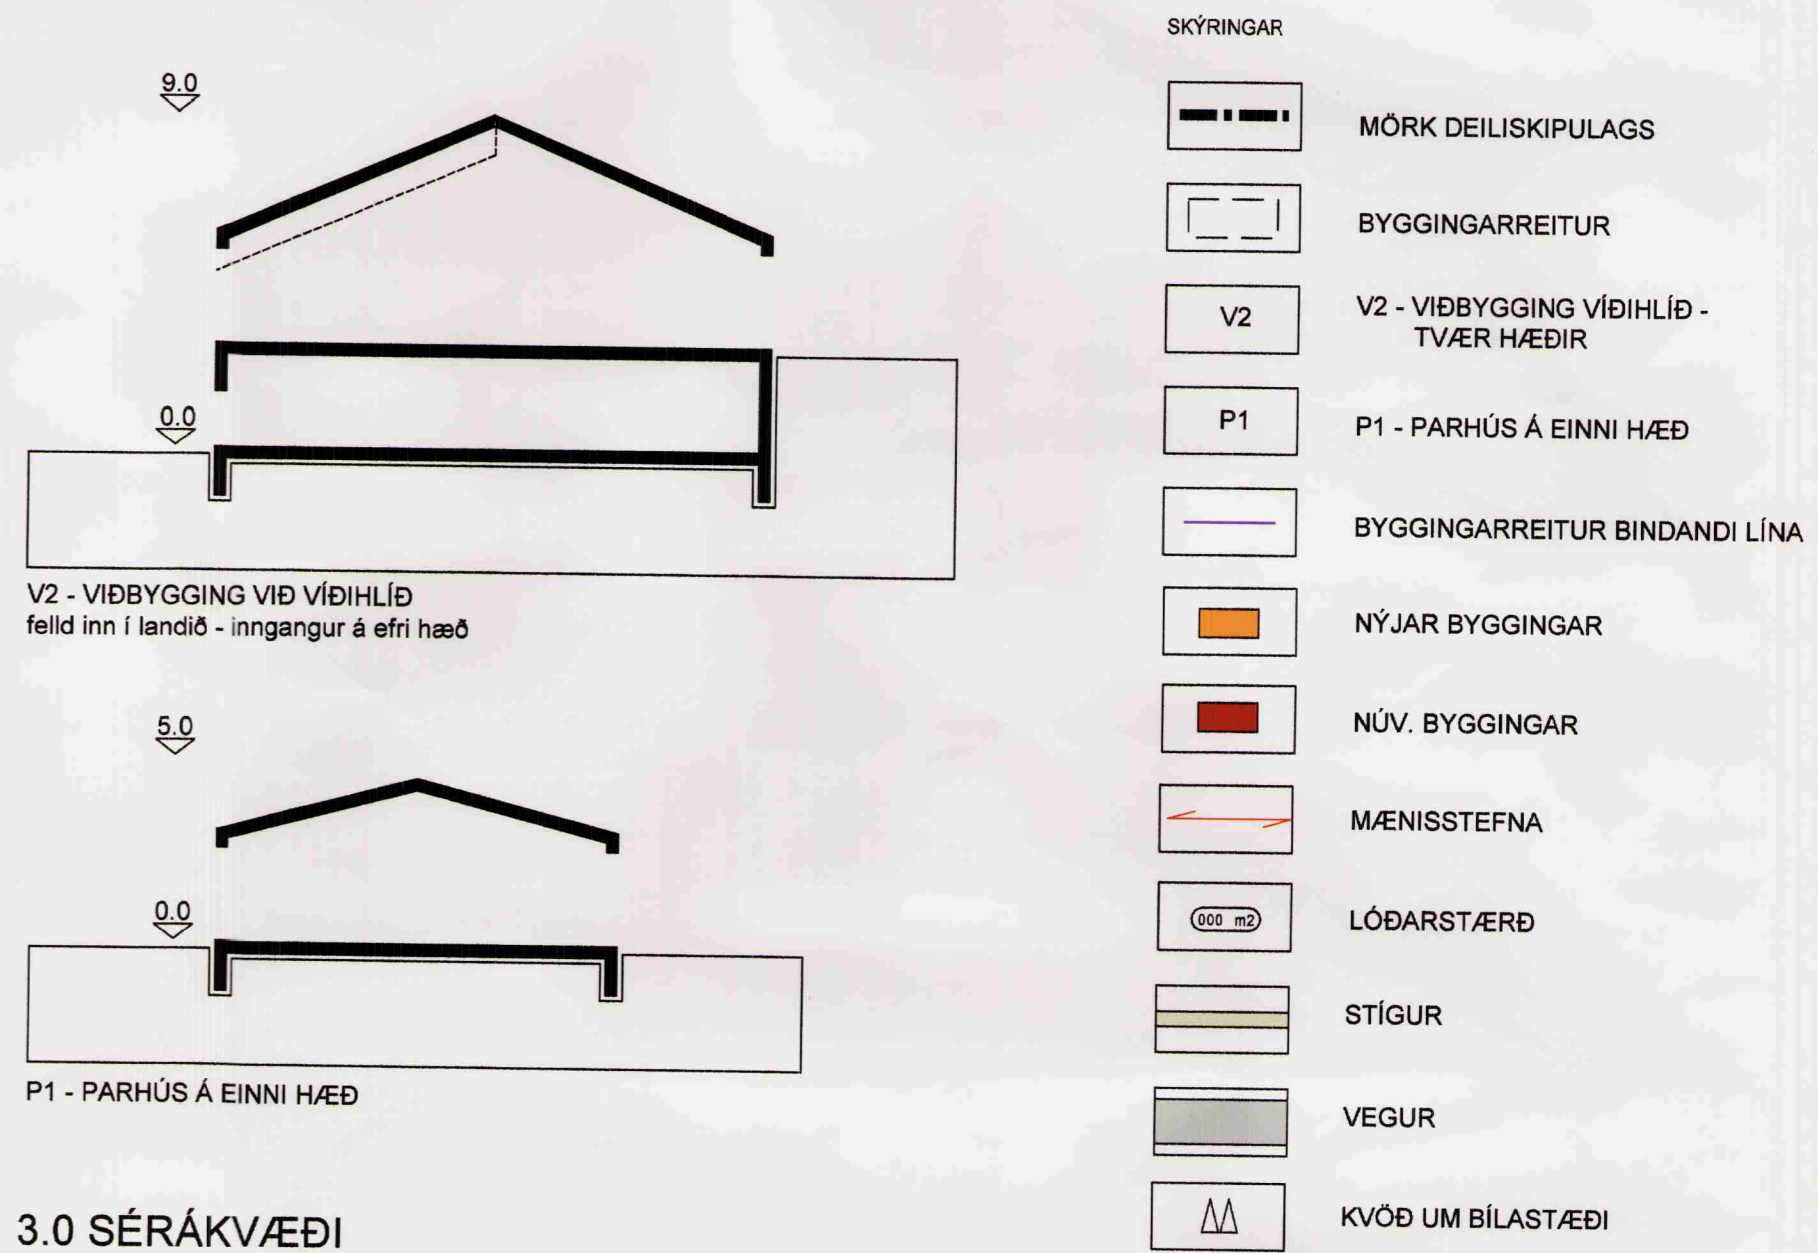 9.0
0.0
V2 - VIÐBYGGING VIÐ VÍÐIHLÍÐ
felld inn í landið - inngangur á efri hæð
5.0
0.0
P1 - PARHÚS Á EINNI HÆÐ
3.0 SÉRÁKVÆÐI
SKÝRINGAR
MÖRK DEILISKIPULAGS
BYGGINGARREITUR
V2
V2 - VIÐBYGGING VÍÐIHLÍÐ -
TVÆR HÆÐIR
P1
P1 - PARHÚS Á EINNI HÆÐ
BYGGINGARREITUR BINDANDI LÍNA
NÝJAR BYGGINGAR
NÚV. BYGGINGAR
MÆNISSTEFNA
000 m2
LÓÐARSTÆRÐ
STÍGUR
VEGUR
KVÖÐ UM BÍLASTÆÐI